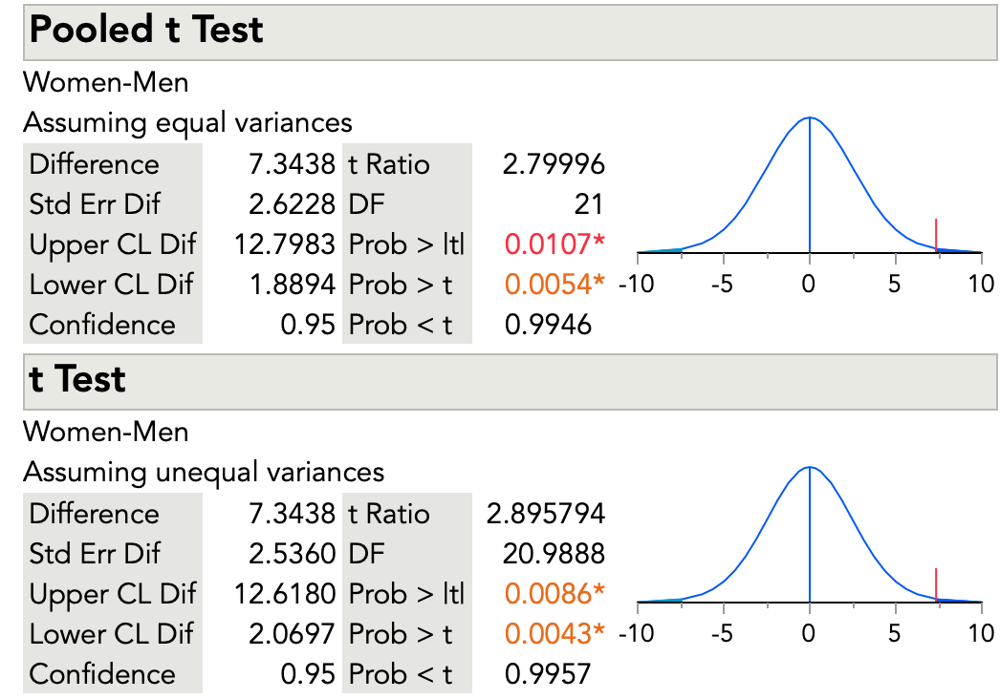 Pooled t Test
Women-Men
Assuming equal variances
Difference 7.3438 t Ratio 2.79996
Std Err Dif 2.6228 DF 21
Upper CL Dif 12.7983 Prob > |t| 0.0107*
Lower CL Dif 1.8894 Prob > t 0.0054*
Confidence 0.95 Prob < t 0.9946
-10 -5 0 5 10
t Test
Women-Men
Assuming unequal variances
Difference 7.3438 t Ratio 2.895794
Std Err Dif 2.5360 DF 20.9888
Upper CL Dif 12.6180 Prob > |t| 0.0086*
Lower CL Dif 2.0697 Prob > t 0.0043*
Confidence 0.95 Prob < t 0.9957
-10 -5 0 5 10